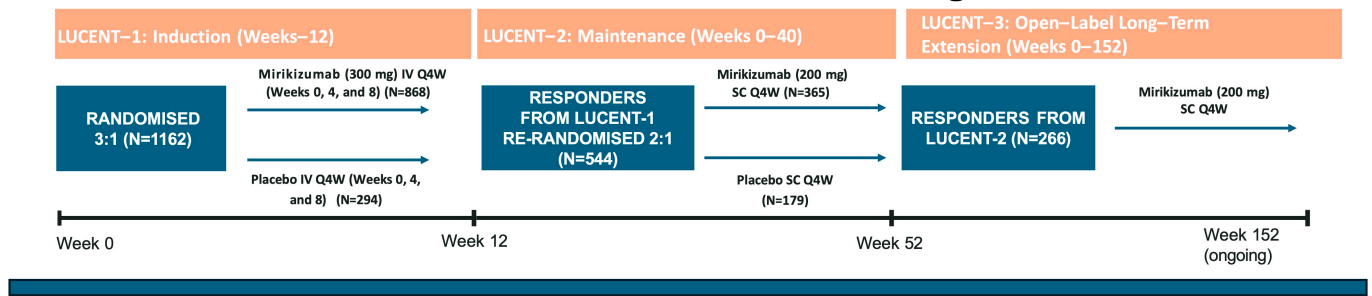 LUCENT–1: Induction (Weeks–12)
LUCENT–2: Maintenance (Weeks 0–40)
LUCENT–3: Open–Label Long–Term
Extension (Weeks 0–152)
RANDOMISED
3:1 (N=1162)
Mirikizumab (300 mg) IV Q4W
(Weeks 0, 4, and 8) (N=868)
Placebo IV Q4W (Weeks 0, 4,
and 8) (N=294)
RESPONDERS
FROM LUCENT-1
RE-RANDOMISED 2:1
(N=544)
Mirikizumab (200 mg)
SC Q4W (N=365)
Placebo SC Q4W
(N=179)
RESPONDERS FROM
LUCENT-2 (N=266)
Mirikizumab (200 mg)
SC Q4W
Week 0
Week 12
Week 52
Week 152
(ongoing)